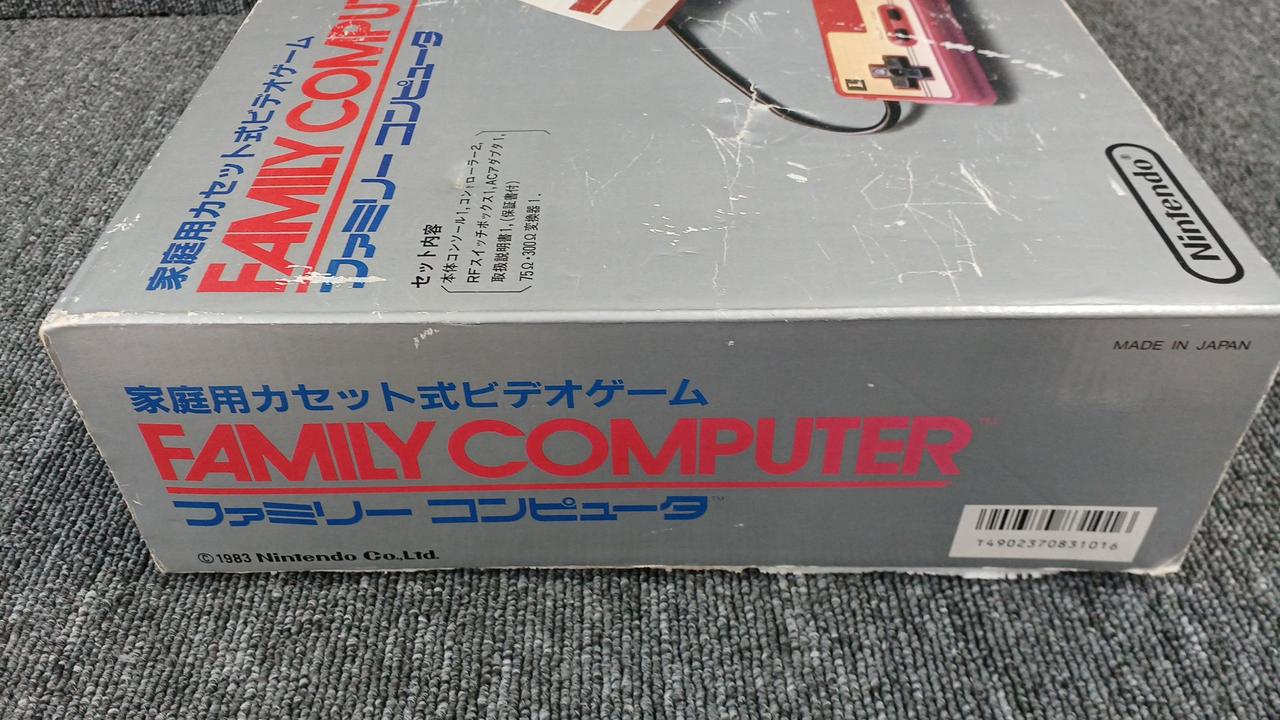 家庭用カセット式ビデオゲーム
FAMILY COMPUT
ファミリー コンピュータ
セット内容
本体コンソール1,コントローラー2,
RFスイッチボックス1,ACアダプタ1,
取扱説明書1,(保証書付)
75Ω・300Ω変換器1.
Nintendo®
MADE IN JAPAN
家庭用カセット式ビデオゲーム
FAMILY COMPUTER™
ファミリー コンピュータ™
©1983 Nintendo Co.,Ltd.
T4902370831016